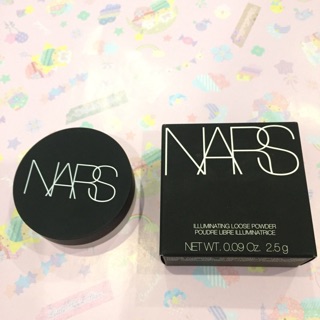 NARS
NARS
ILLUMINATING LOOSE POWDER
POUDRE LIBRE ILLUMINATRICE
NET WT. 0.09 Oz. 2.5 g